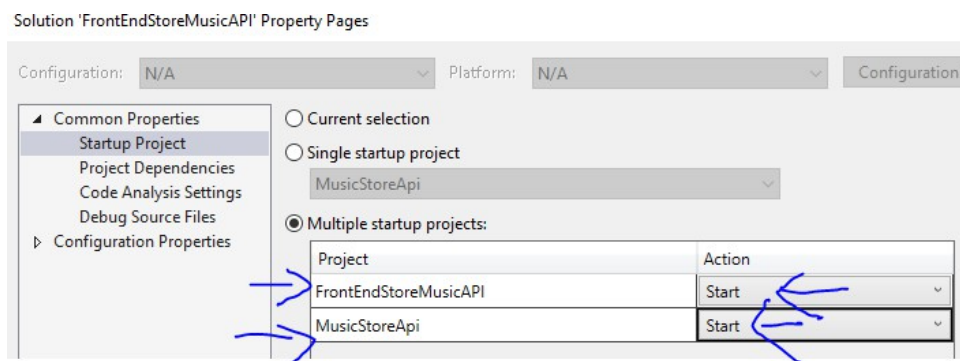 Solution 'FrontEndStoreMusicAPI' Property Pages
Configuration: N/A Platform: N/A Configuration
Common Properties
Startup Project
Project Dependencies
Code Analysis Settings
Debug Source Files
Configuration Properties
Current selection
Single startup project
MusicStoreApi
Multiple startup projects:
Project Action
FrontEndStoreMusicAPI Start
MusicStoreApi Start